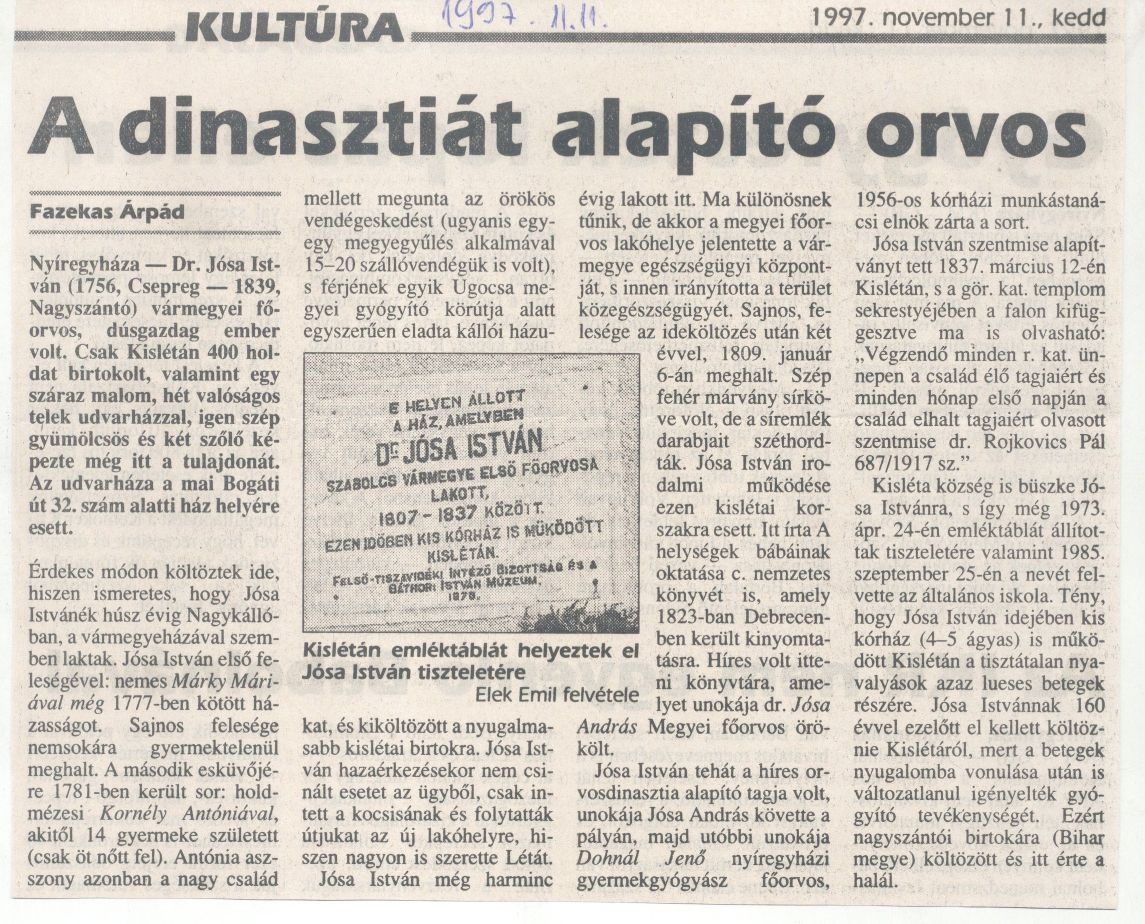 KULTÚRA
1997. 11.11.
1997. november 11., kedd
A dinasztiát alapító orvos
Fazekas Árpád
Nyíregyháza — Dr. Jósa Ist-
ván (1756, Csepreg — 1839,
Nagyszántó) vármegyei fő-
orvos, dúsgazdag ember
volt. Csak Kislétán 400 hol-
dat birtokolt, valamint egy
száraz malom, hét valóságos
telek udvarházzal, igen szép
gyümölcsös és két szőlő ké-
pezte még itt a tulajdonát.
Az udvarháza a mai Bogáti
út 32. szám alatti ház helyére
esett.
Érdekes módon költöztek ide,
hiszen ismeretes, hogy Jósa
Istvánék húsz évig Nagykálló-
ban, a vármegyeházával szem-
ben laktak. Jósa István első fe-
leségével: nemes Márky Mári-
ával még 1777-ben kötött há-
zasságot. Sajnos felesége
nemsokára gyermektelenül
meghalt. A második esküvőjé-
re 1781-ben került sor: hold-
mézesi Kornély Antóniával,
akitől 14 gyermeke született
(csak öt nőtt fel). Antónia asz-
szony azonban a nagy család
mellett megunta az örökös
vendégeskedést (ugyanis egy-
egy megyegyűlés alkalmával
15–20 szállóvendégük is volt),
s férjének egyik Ugocsa me-
gyei gyógyító körútja alatt
egyszerűen eladta kállói házu-
E HELYEN ÁLLOTT
A HÁZ, AMELYBEN
DR JÓSA ISTVÁN
SZABOLCS VÁRMEGYE ELSŐ FŐORVOSA
LAKOTT,
1807 – 1837 KÖZÖTT.
EZEN IDŐBEN KIS KÓRHÁZ IS MŰKÖDÖTT
KISLÉTÁN.
FELSŐ-TISZAVIDÉKI INTÉZŐ BIZOTTSÁG ÉS A
BÁTHORI ISTVÁN MÚZEUM.
Kislétán emléktáblát helyeztek el
Jósa István tiszteletére
Elek Emil felvétele
kat, és kiköltözött a nyugalma-
sabb kislétai birtokra. Jósa Ist-
ván hazaérkezésekor nem csi-
nált esetet az ügyből, csak in-
tett a kocsisának és folytatták
útjukat az új lakóhelyre, hi-
szen nagyon is szerette Létát.
Jósa István még harminc
évig lakott itt. Ma különösnek
tűnik, de akkor a megyei főor-
vos lakóhelye jelentette a vár-
megye egészségügyi központ-
ját, s innen irányította a terület
közegészségügyét. Sajnos, fe-
lesége az ideköltözés után két
évvel, 1809. január
6-án meghalt. Szép
fehér márvány sírkö-
ve volt, de a síremlék
darabjait széthord-
ták. Jósa István iro-
dalmi működése
ezen kislétai kor-
szakra esett. Itt írta A
helységek bábáinak
oktatása c. nemzetes
könyvét is, amely
1823-ban Debrecen-
ben került kinyomta-
tásra. Híres volt itte-
ni könyvtára, ame-
lyet unokája dr. Jósa
András Megyei főorvos örö-
költ.
Jósa István tehát a híres or-
vosdinasztia alapító tagja volt,
unokája Jósa András követte a
pályán, majd utóbbi unokája
Dohnál Jenő nyíregyházi
gyermekgyógyász főorvos,
1956-os kórházi munkástaná-
csi elnök zárta a sort.
Jósa István szentmise alapít-
ványt tett 1837. március 12-én
Kislétán, s a gör. kat. templom
sekrestyéjében a falon kifüg-
gesztve ma is olvasható:
„Végzendő minden r. kat. ün-
nepen a család élő tagjaiért és
minden hónap első napján a
család elhalt tagjaiért olvasott
szentmise dr. Rojkovics Pál
687/1917 sz.”
Kisléta község is büszke Jó-
sa Istvánra, s így még 1973.
ápr. 24-én emléktáblát állítot-
tak tiszteletére valamint 1985.
szeptember 25-én a nevét fel-
vette az általános iskola. Tény,
hogy Jósa István idejében kis
kórház (4–5 ágyas) is műkö-
dött Kislétán a tisztátalan nya-
valyások azaz lueses betegek
részére. Jósa Istvánnak 160
évvel ezelőtt el kellett költöz-
nie Kislétáról, mert a betegek
nyugalomba vonulása után is
változatlanul igényelték gyó-
gyító tevékenységét. Ezért
nagyszántói birtokára (Bihar
megye) költözött és itt érte a
halál.